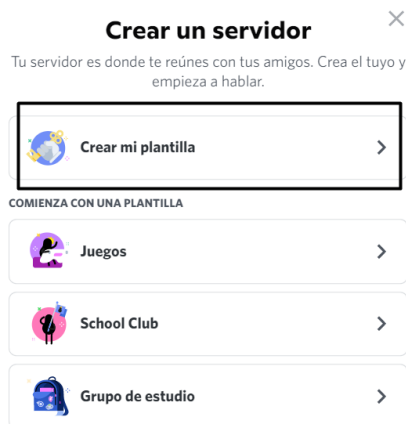 Crear un servidor
Tu servidor es donde te reúnes con tus amigos. Crea el tuyo y
empieza a hablar.
Crear mi plantilla
COMIENZA CON UNA PLANTILLA
Juegos
School Club
Grupo de estudio